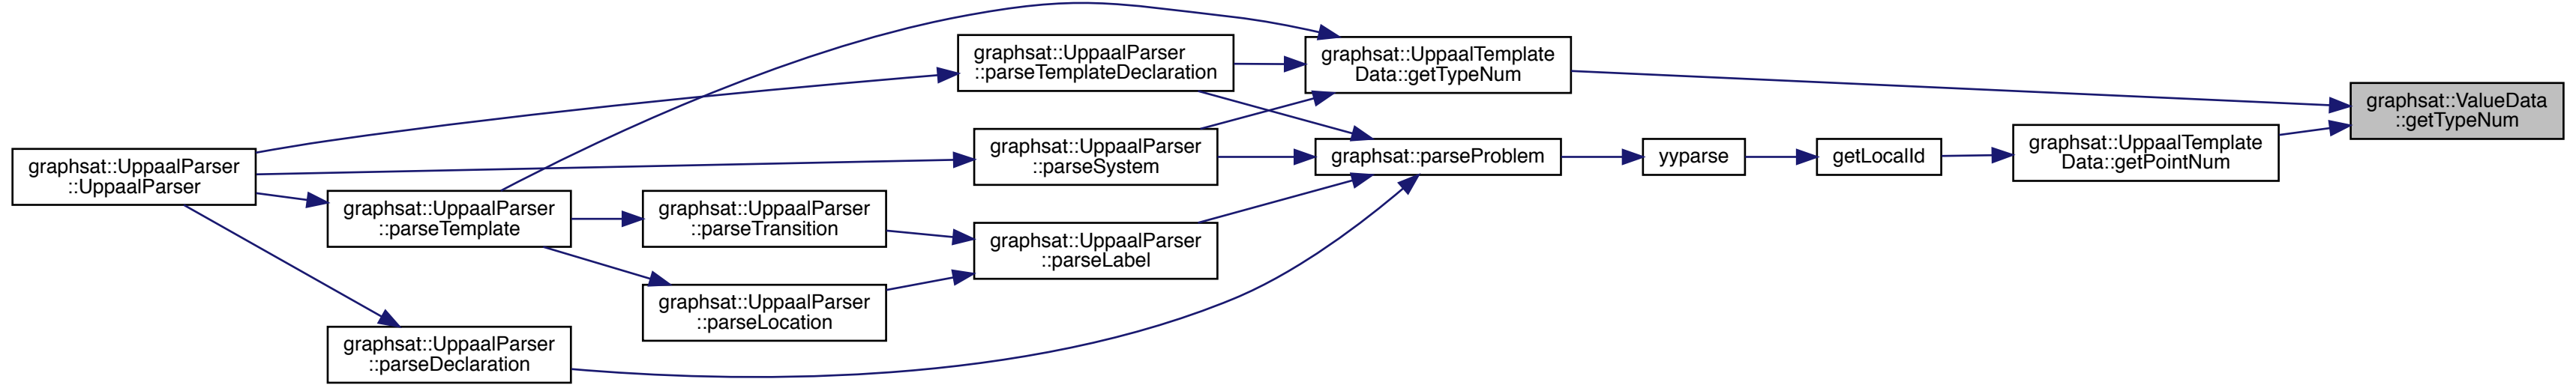 graphsat::UppaalParser
::UppaalParser
graphsat::UppaalParser
::parseTemplate
graphsat::UppaalParser
::parseDeclaration
graphsat::UppaalParser
::parseTransition
graphsat::UppaalParser
::parseLocation
graphsat::UppaalParser
::parseTemplateDeclaration
graphsat::UppaalParser
::parseSystem
graphsat::UppaalParser
::parseLabel
graphsat::UppaalTemplate
Data::getTypeNum
graphsat::parseProblem
yyparse
getLocalId
graphsat::UppaalTemplate
Data::getPointNum
graphsat::ValueData
::getTypeNum